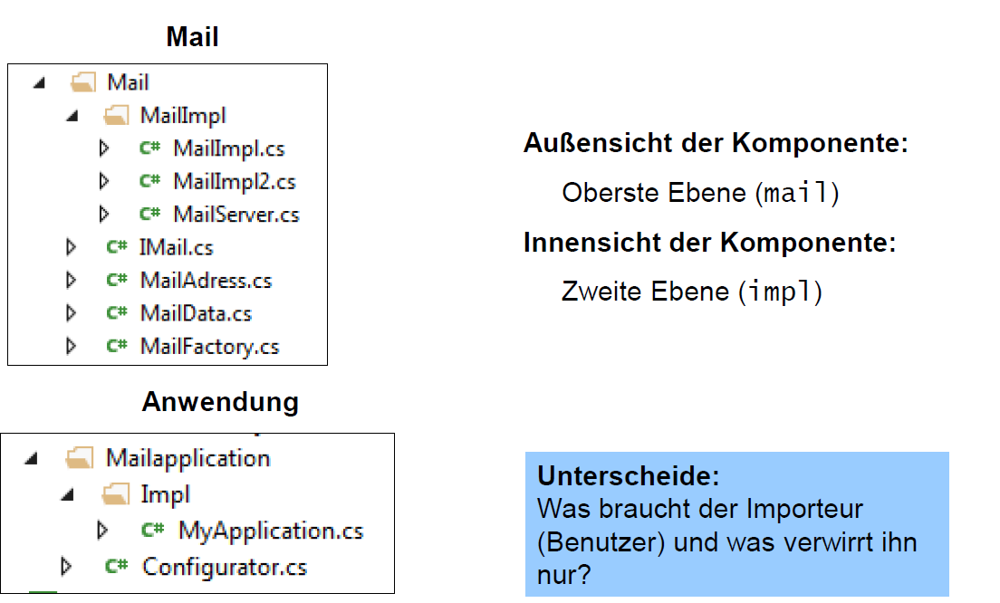 Mail
Mail
MailImpl
C# MailImpl.cs
C# MailImpl2.cs
C# MailServer.cs
C# IMail.cs
C# MailAdress.cs
C# MailData.cs
C# MailFactory.cs
Außensicht der Komponente:
Oberste Ebene (mail)
Innensicht der Komponente:
Zweite Ebene (impl)
Anwendung
Mailapplication
Impl
C# MyApplication.cs
C# Configurator.cs
Unterscheide:
Was braucht der Importeur
(Benutzer) und was verwirrt ihn
nur?